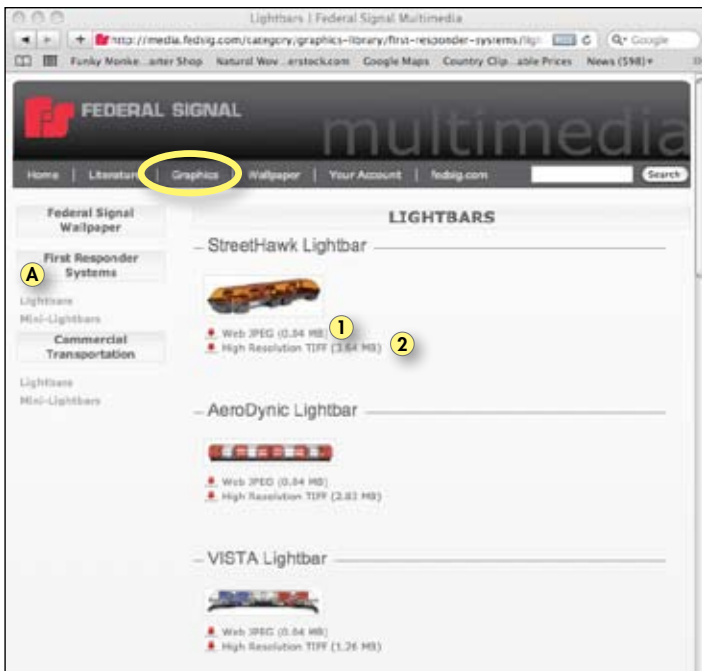 Lightbars | Federal Signal Multimedia
http://media.fedsig.com/category/graphics-library/first-responder-systems/ligh
Google
Funky Monke...arter Shop Natural Wov...erstock.com Google Maps Country Clip...able Prices News (598)
FEDERAL SIGNAL
multimedia
Home | Literature | Graphics | Wallpaper | Your Account | fedsig.com Search
Federal Signal
Wallpaper
First Responder
Systems
A
Lightbars
Mini-Lightbars
Commercial
Transportation
Lightbars
Mini-Lightbars
LIGHTBARS
StreetHawk Lightbar
Web JPEG (0.04 MB) 1
High Resolution TIFF (3.64 MB) 2
AeroDynic Lightbar
Web JPEG (0.04 MB)
High Resolution TIFF (2.83 MB)
VISTA Lightbar
Web JPEG (0.04 MB)
High Resolution TIFF (1.26 MB)